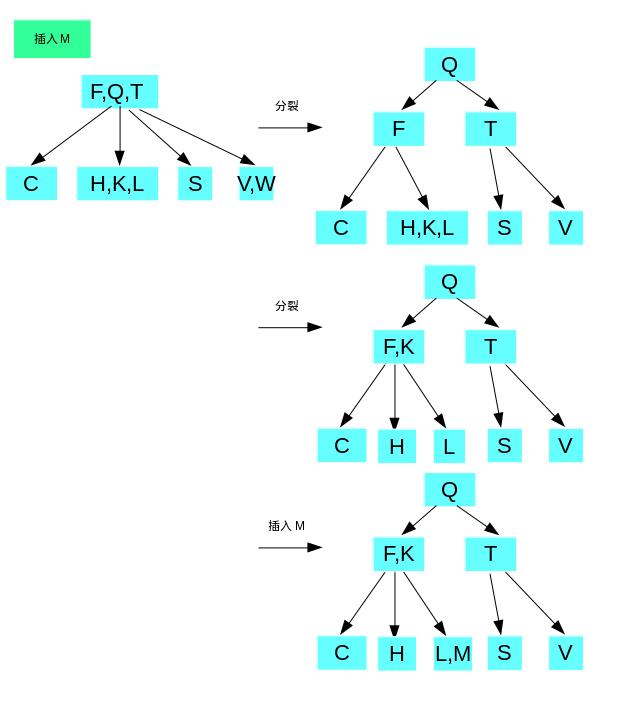 插入 M
F,Q,T
C
H,K,L
S
V,W
分裂
Q
F
T
C
H,K,L
S
V
分裂
Q
F,K
T
C
H
L
S
V
插入 M
Q
F,K
T
C
H
L,M
S
V